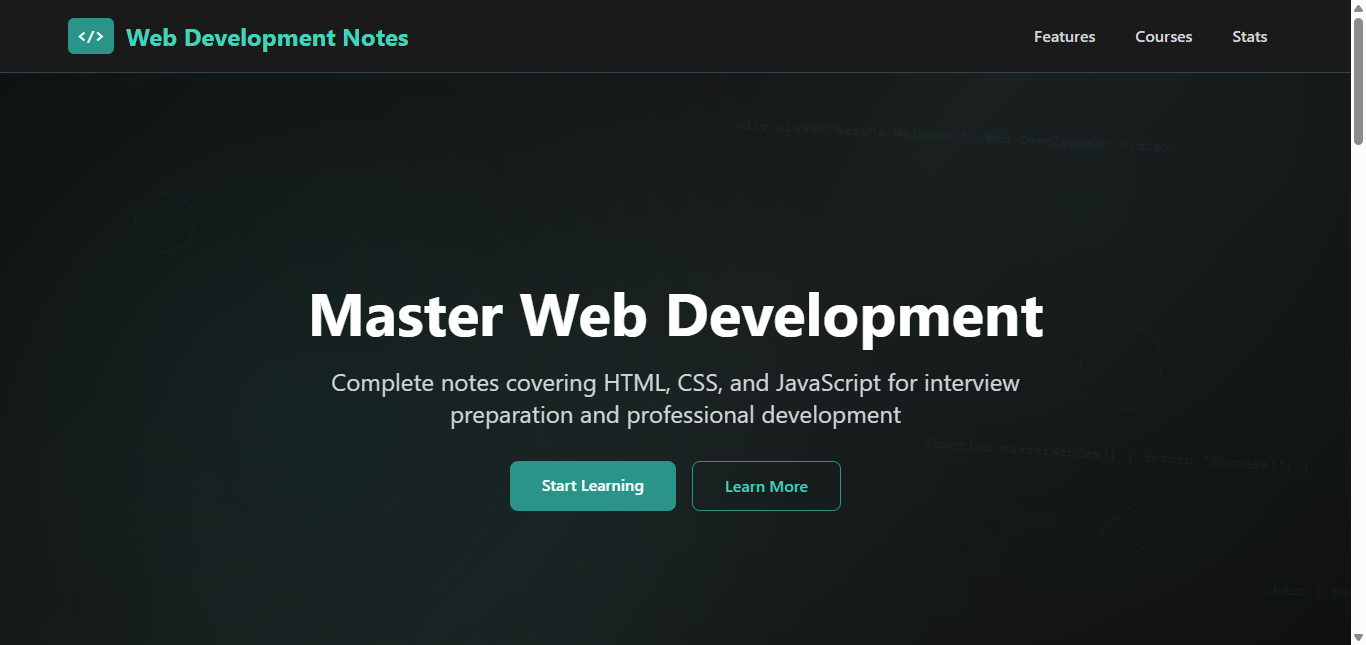 </> Web Development Notes
Features Courses Stats
<div class="hero"> Welcome to Web Development </div>
Master Web Development
Complete notes covering HTML, CSS, and JavaScript for interview
preparation and professional development
function masterWebDev() { return 'Success!'; }
Start Learning
Learn More
.hero { ba